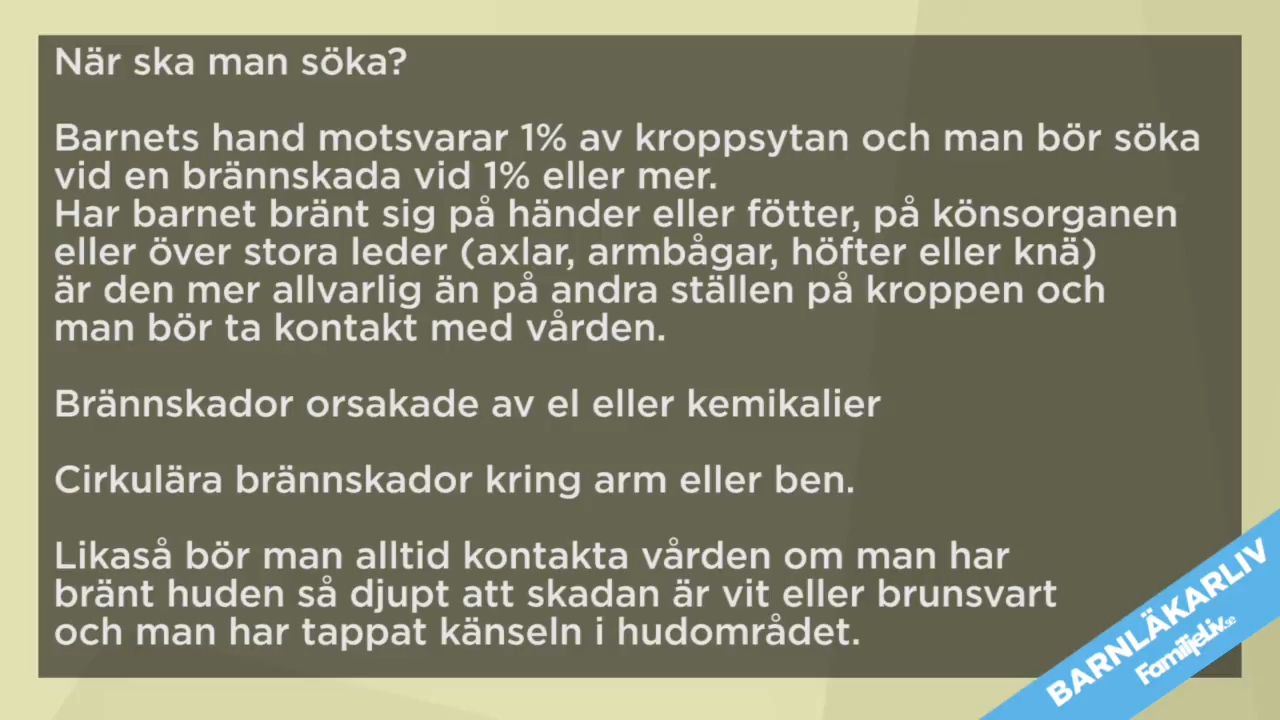 När ska man söka?
Barnets hand motsvarar 1% av kroppsytan och man bör söka
vid en brännskada vid 1% eller mer.
Har barnet bränt sig på händer eller fötter, på könsorganen
eller över stora leder (axlar, armbågar, höfter eller knä)
är den mer allvarlig än på andra ställen på kroppen och
man bör ta kontakt med vården.
Brännskador orsakade av el eller kemikalier
Cirkulära brännskador kring arm eller ben.
Likaså bör man alltid kontakta vården om man har
bränt huden så djupt att skadan är vit eller brunsvart
och man har tappat känseln i hudområdet.
BARNLÄKARLIV
FamiljeLiv.se